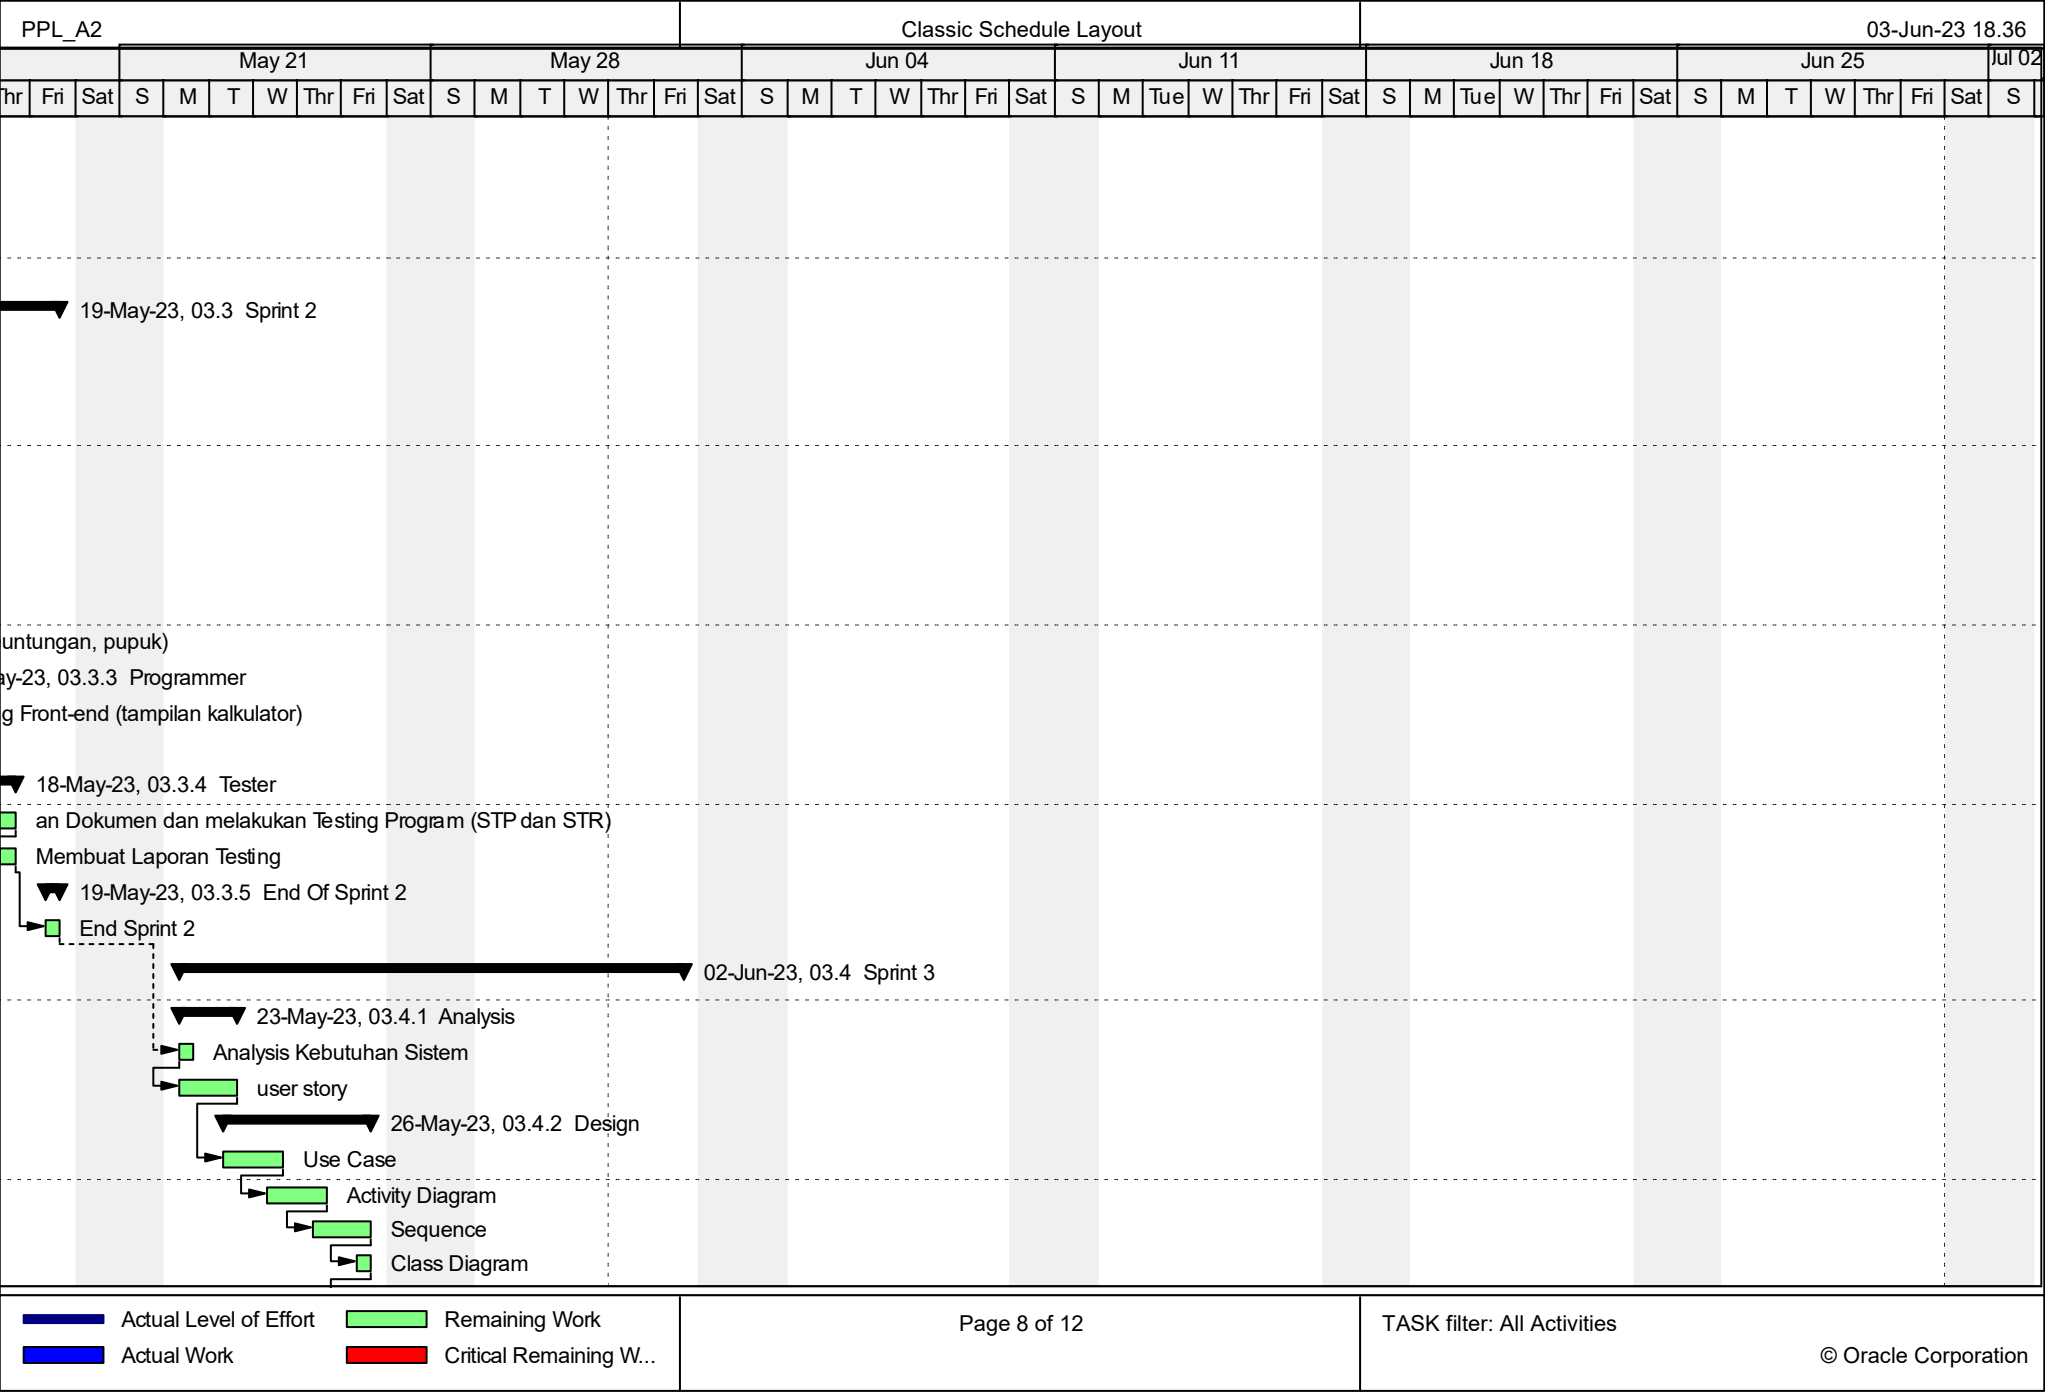 PPL_A2 Classic Schedule Layout 03-Jun-23 18.36
May 21 May 28 Jun 04 Jun 11 Jun 18 Jun 25 Jul 02
Thr Fri Sat S M T W Thr Fri Sat S M T W Thr Fri Sat S M T W Thr Fri Sat S M Tue W Thr Fri Sat S M Tue W Thr Fri Sat S M T W Thr Fri Sat S
19-May-23, 03.3 Sprint 2
untungan, pupuk)
ay-23, 03.3.3 Programmer
g Front-end (tampilan kalkulator)
18-May-23, 03.3.4 Tester
an Dokumen dan melakukan Testing Program (STP dan STR)
Membuat Laporan Testing
19-May-23, 03.3.5 End Of Sprint 2
End Sprint 2
02-Jun-23, 03.4 Sprint 3
23-May-23, 03.4.1 Analysis
Analysis Kebutuhan Sistem
user story
26-May-23, 03.4.2 Design
Use Case
Activity Diagram
Sequence
Class Diagram
Actual Level of Effort Remaining Work Page 8 of 12 TASK filter: All Activities
Actual Work Critical Remaining W... © Oracle Corporation